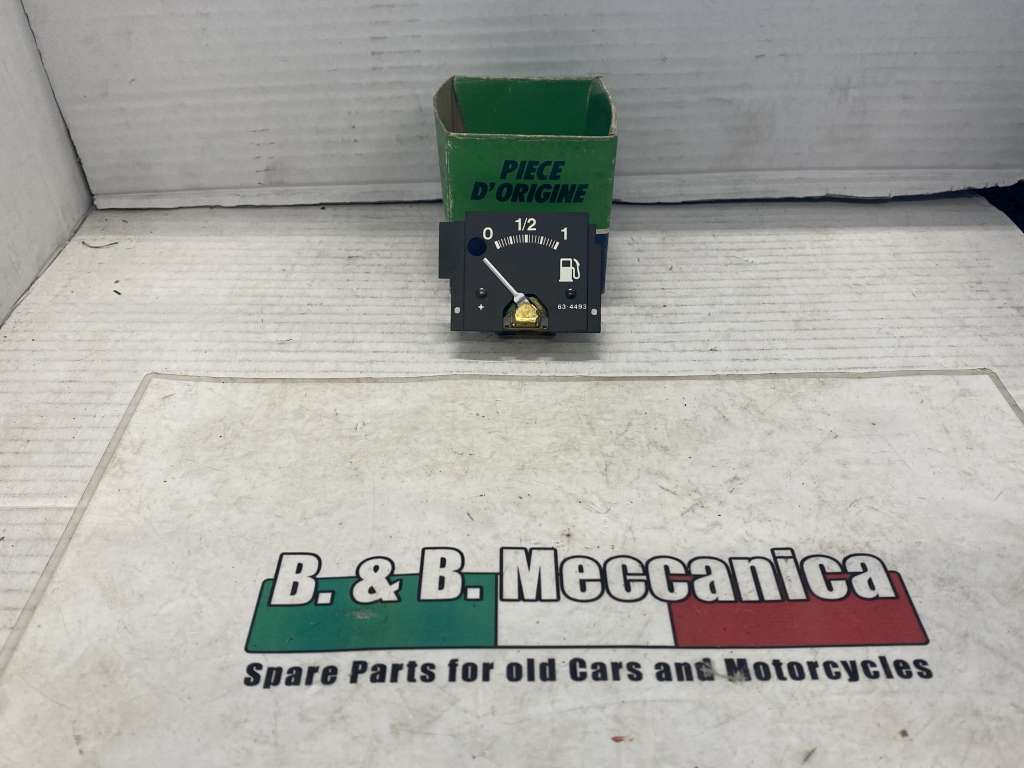 PIECE
D'ORIGINE
0 1/2 1
+ 63-4493
B. & B. Meccanica
Spare Parts for old Cars and Motorcycles